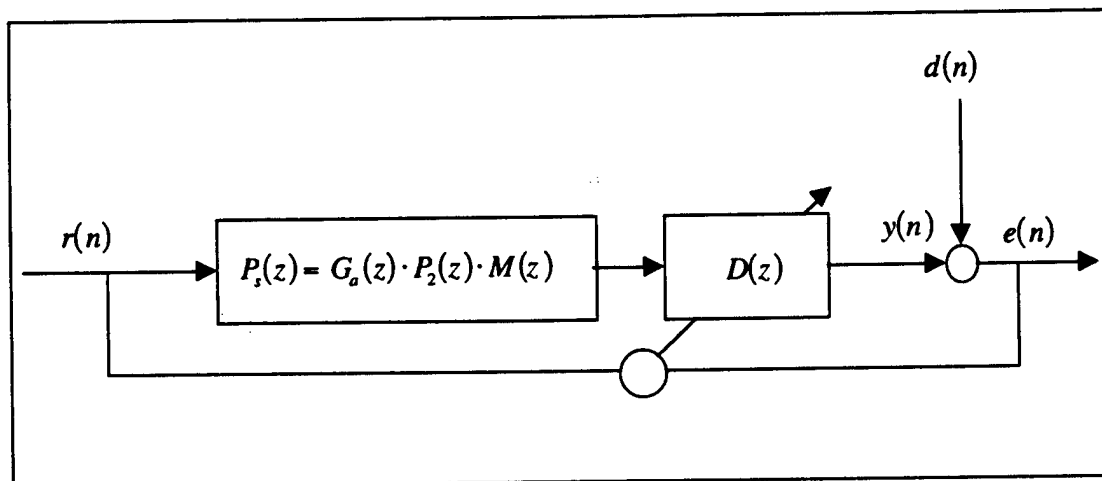 d(n)
r(n)
y(n)
e(n)
P_s(z) = G_a(z) · P_2(z) · M(z)
D(z)